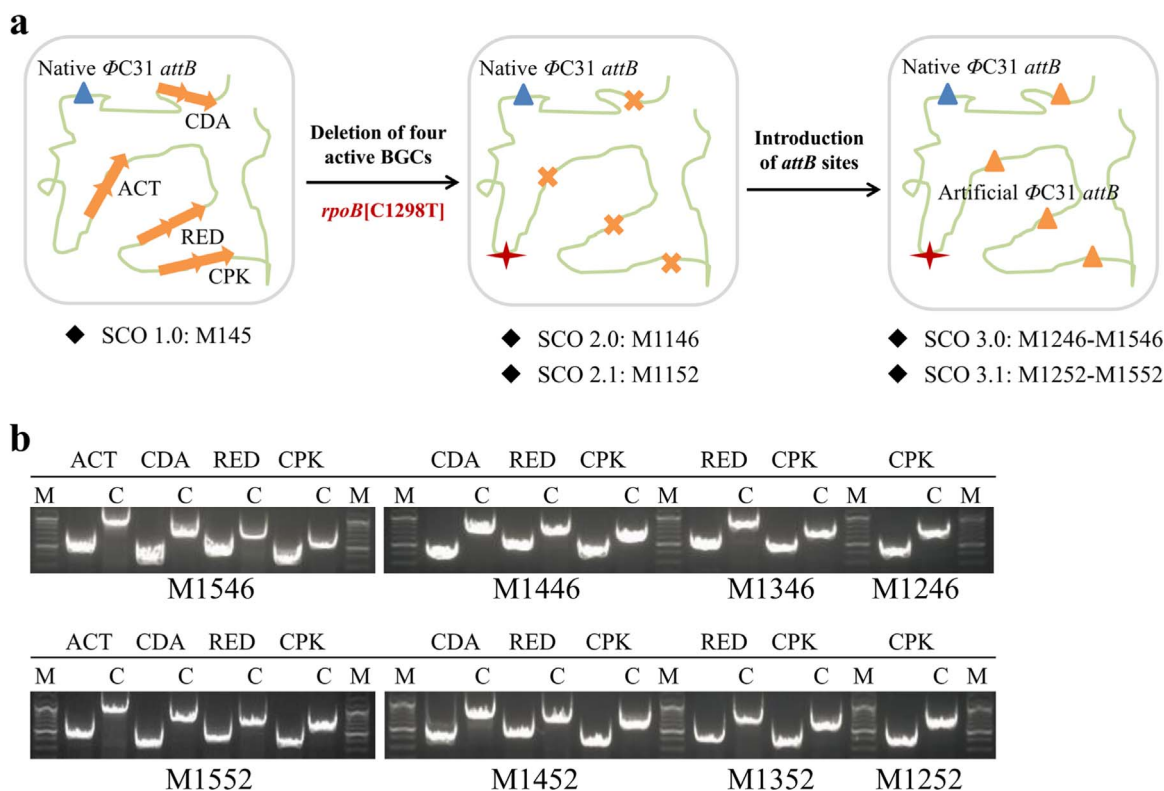 a
Native ΦC31 attB
CDA
ACT
RED
CPK
Deletion of four
active BGCs
rpoB[C1298T]
Native ΦC31 attB
Introduction
of attB sites
Native ΦC31 attB
Artificial ΦC31 attB
◆ SCO 1.0: M145
◆ SCO 2.0: M1146
◆ SCO 2.1: M1152
◆ SCO 3.0: M1246-M1546
◆ SCO 3.1: M1252-M1552
b
ACT CDA RED CPK CDA RED CPK RED CPK CPK
M C C C C M M C C C M C C M C M
M1546 M1446 M1346 M1246
ACT CDA RED CPK CDA RED CPK RED CPK CPK
M C C C C M C C C M C C M C M
M1552 M1452 M1352 M1252